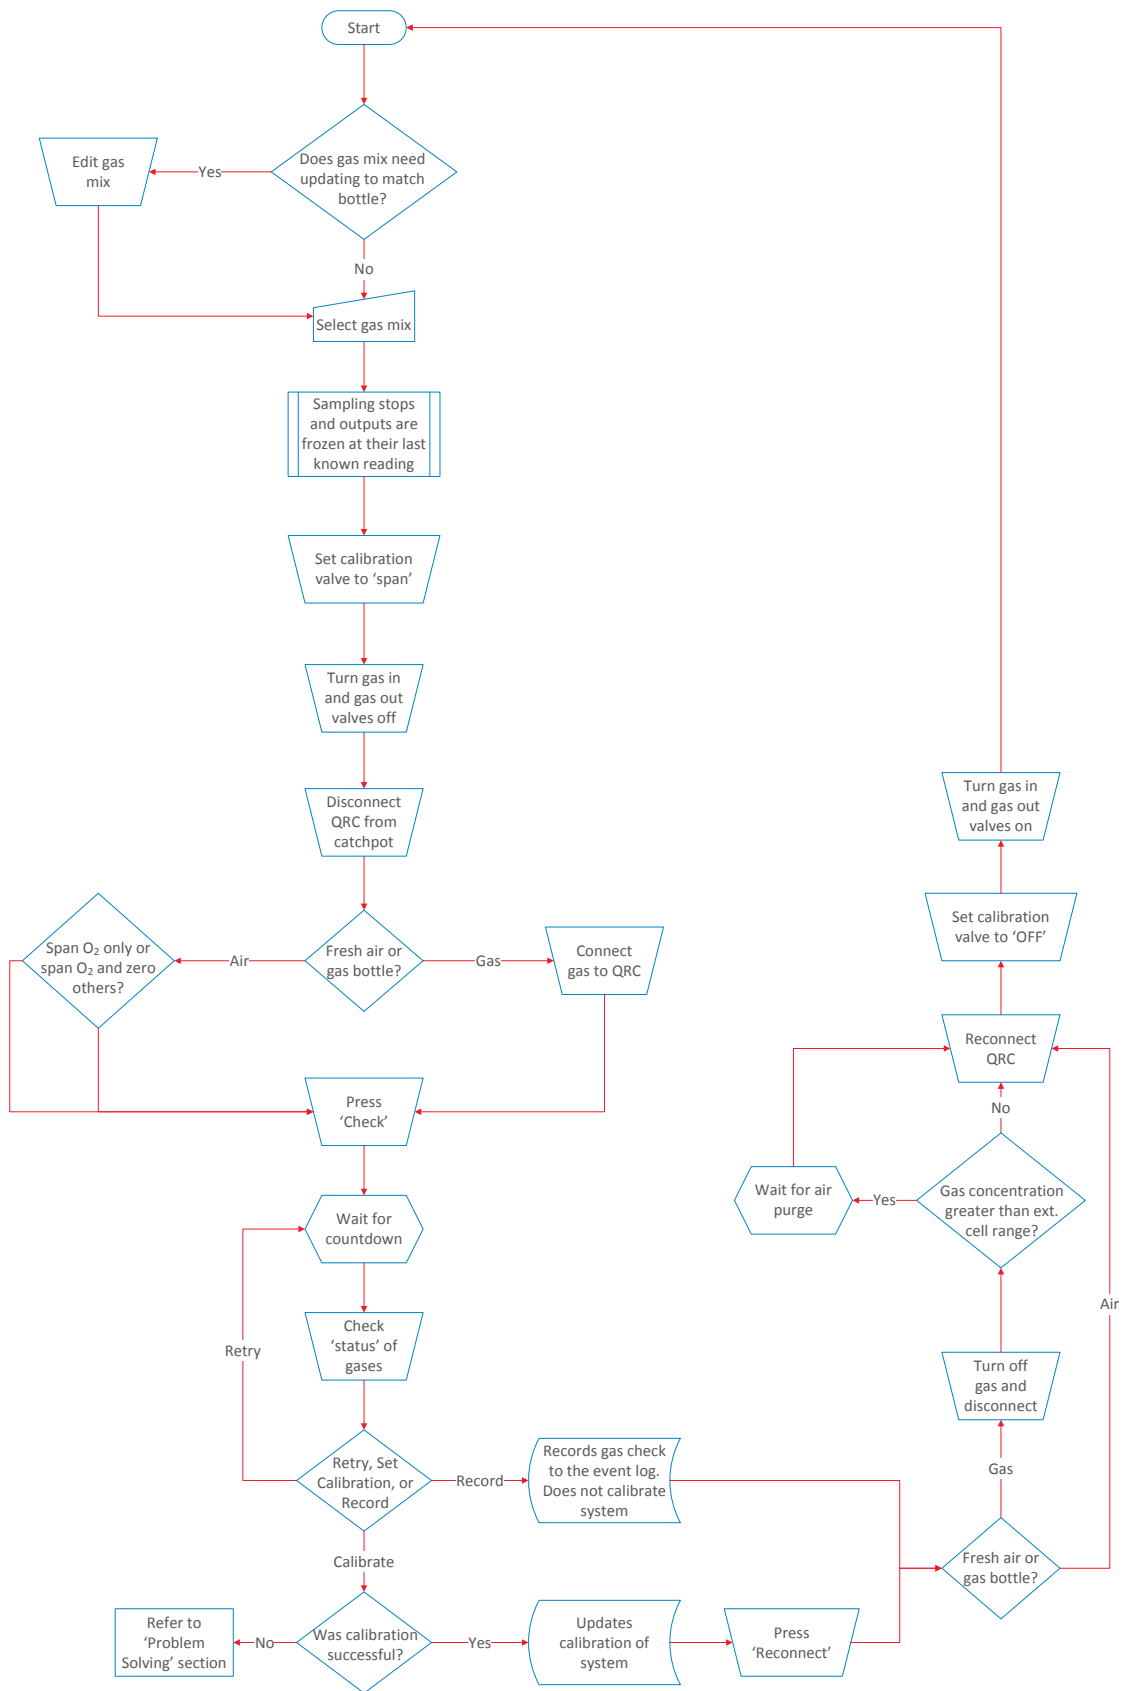 Start
Does gas mix need
updating to match
bottle?
Yes
Edit gas
mix
No
Select gas mix
Sampling stops
and outputs are
frozen at their last
known reading
Set calibration
valve to ‘span’
Turn gas in
and gas out
valves off
Disconnect
QRC from
catchpot
Fresh air or
gas bottle?
Air
Span O₂ only or
span O₂ and zero
others?
Gas
Connect
gas to QRC
Press
‘Check’
Wait for
countdown
Check
‘status’ of
gases
Retry
Retry, Set
Calibration, or
Record
Record
Records gas check
to the event log.
Does not calibrate
system
Calibrate
Was calibration
successful?
No
Refer to
‘Problem
Solving’ section
Yes
Updates
calibration of
system
Press
‘Reconnect’
Fresh air or
gas bottle?
Air
Gas
Turn off
gas and
disconnect
Gas concentration
greater than ext.
cell range?
Yes
Wait for air
purge
No
Reconnect
QRC
Set calibration
valve to ‘OFF’
Turn gas in
and gas out
valves on